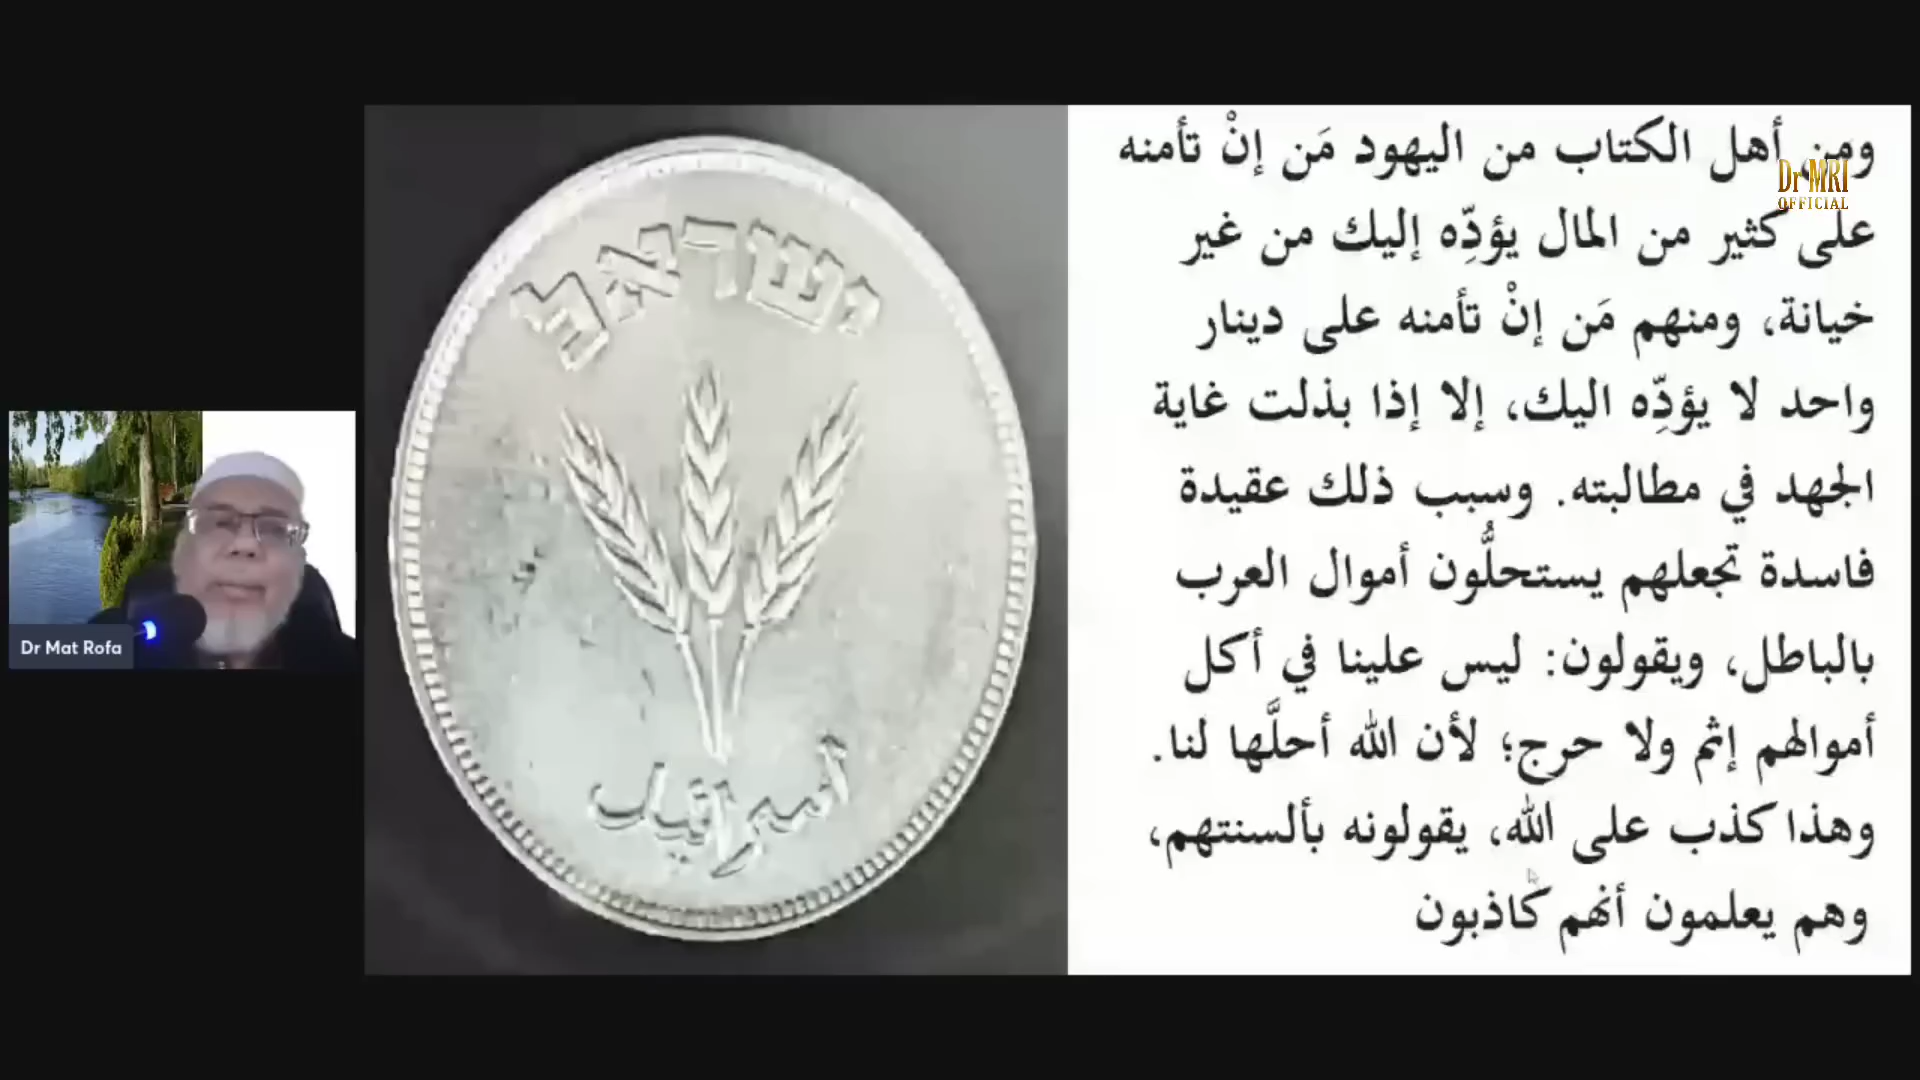 Dr Mat Rofa
ישראל
أسرائيل
ومن أهل الكتاب من اليهود مَن إنْ تأمنه
على كثير من المال يؤدِّه إليك من غير
خيانة، ومنهم مَن إنْ تأمنه على دينار
واحد لا يؤدِّه اليك، إلا إذا بذلت غاية
الجهد في مطالبته. وسبب ذلك عقيدة
فاسدة تجعلهم يستحلُّون أموال العرب
بالباطل، ويقولون: ليس علينا في أكل
أموالهم إثم ولا حرج؛ لأن الله أحلَّها لنا.
وهذا كذب على الله، يقولونه بألسنتهم،
وهم يعلمون أنهم كاذبون
Dr MRI
OFFICIAL